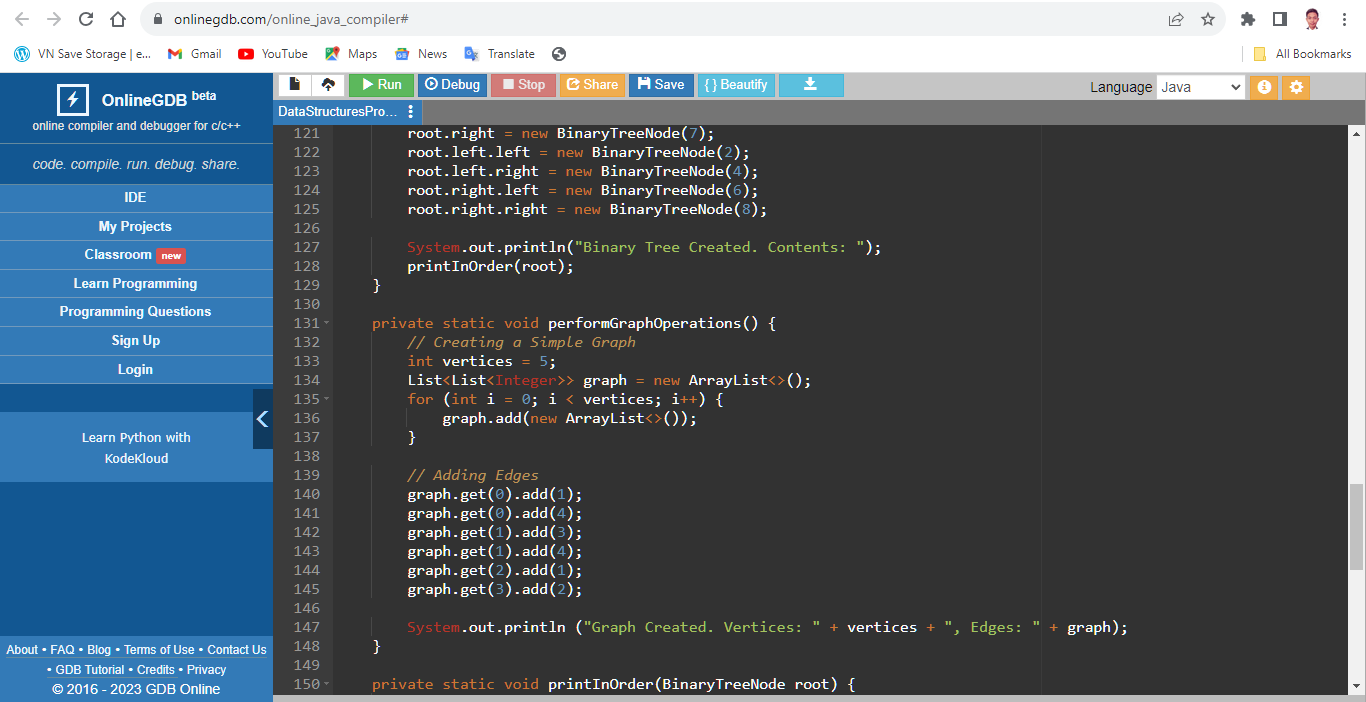 onlinegdb.com/online_java_compiler#
VN Save Storage | e... Gmail YouTube Maps News Translate All Bookmarks
OnlineGDB beta
online compiler and debugger for c/c++
code. compile. run. debug. share.
IDE
My Projects
Classroom new
Learn Programming
Programming Questions
Sign Up
Login
Learn Python with
KodeKloud
About • FAQ • Blog • Terms of Use • Contact Us
• GDB Tutorial • Credits • Privacy
© 2016 - 2023 GDB Online
Run Debug Stop Share Save { } Beautify Language Java
DataStructuresPro...
121 root.right = new BinaryTreeNode(7);
122 root.left.left = new BinaryTreeNode(2);
123 root.left.right = new BinaryTreeNode(4);
124 root.right.left = new BinaryTreeNode(6);
125 root.right.right = new BinaryTreeNode(8);
126
127 System.out.println("Binary Tree Created. Contents: ");
128 printInOrder(root);
129 }
130
131 private static void performGraphOperations() {
132 // Creating a Simple Graph
133 int vertices = 5;
134 List<List<Integer>> graph = new ArrayList<>();
135 for (int i = 0; i < vertices; i++) {
136 graph.add(new ArrayList<>());
137 }
138
139 // Adding Edges
140 graph.get(0).add(1);
141 graph.get(0).add(4);
142 graph.get(1).add(3);
143 graph.get(1).add(4);
144 graph.get(2).add(1);
145 graph.get(3).add(2);
146
147 System.out.println ("Graph Created. Vertices: " + vertices + ", Edges: " + graph);
148 }
149
150 private static void printInOrder(BinaryTreeNode root) {